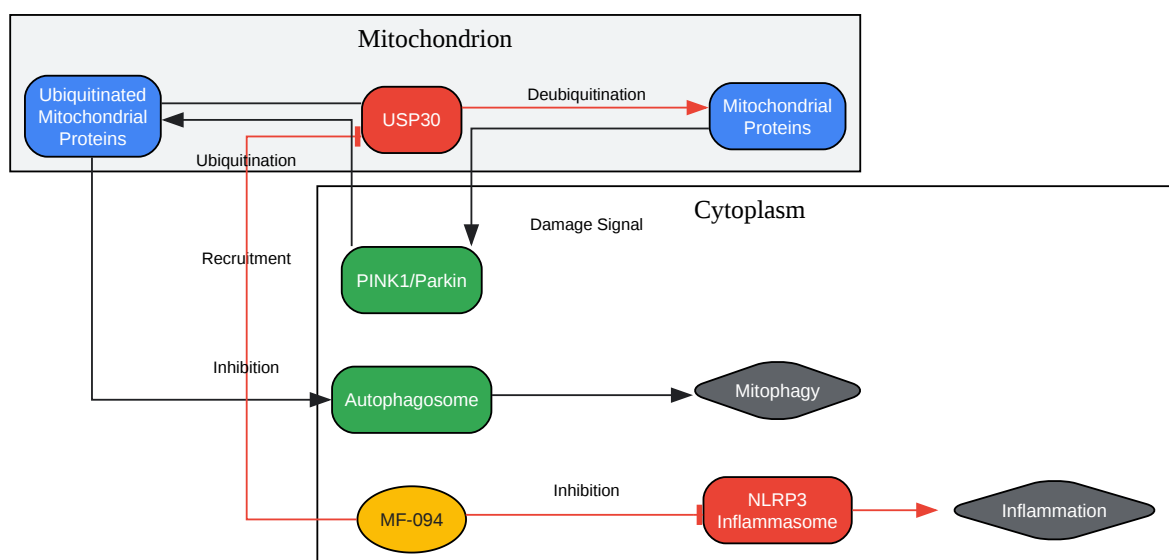 Mitochondrion
Ubiquitinated
Mitochondrial
Proteins
USP30
Deubiquitination
Mitochondrial
Proteins
Ubiquitination
Cytoplasm
Damage Signal
Recruitment
PINK1/Parkin
Inhibition
Autophagosome
Mitophagy
MF-094
Inhibition
NLRP3
Inflammasome
Inflammation